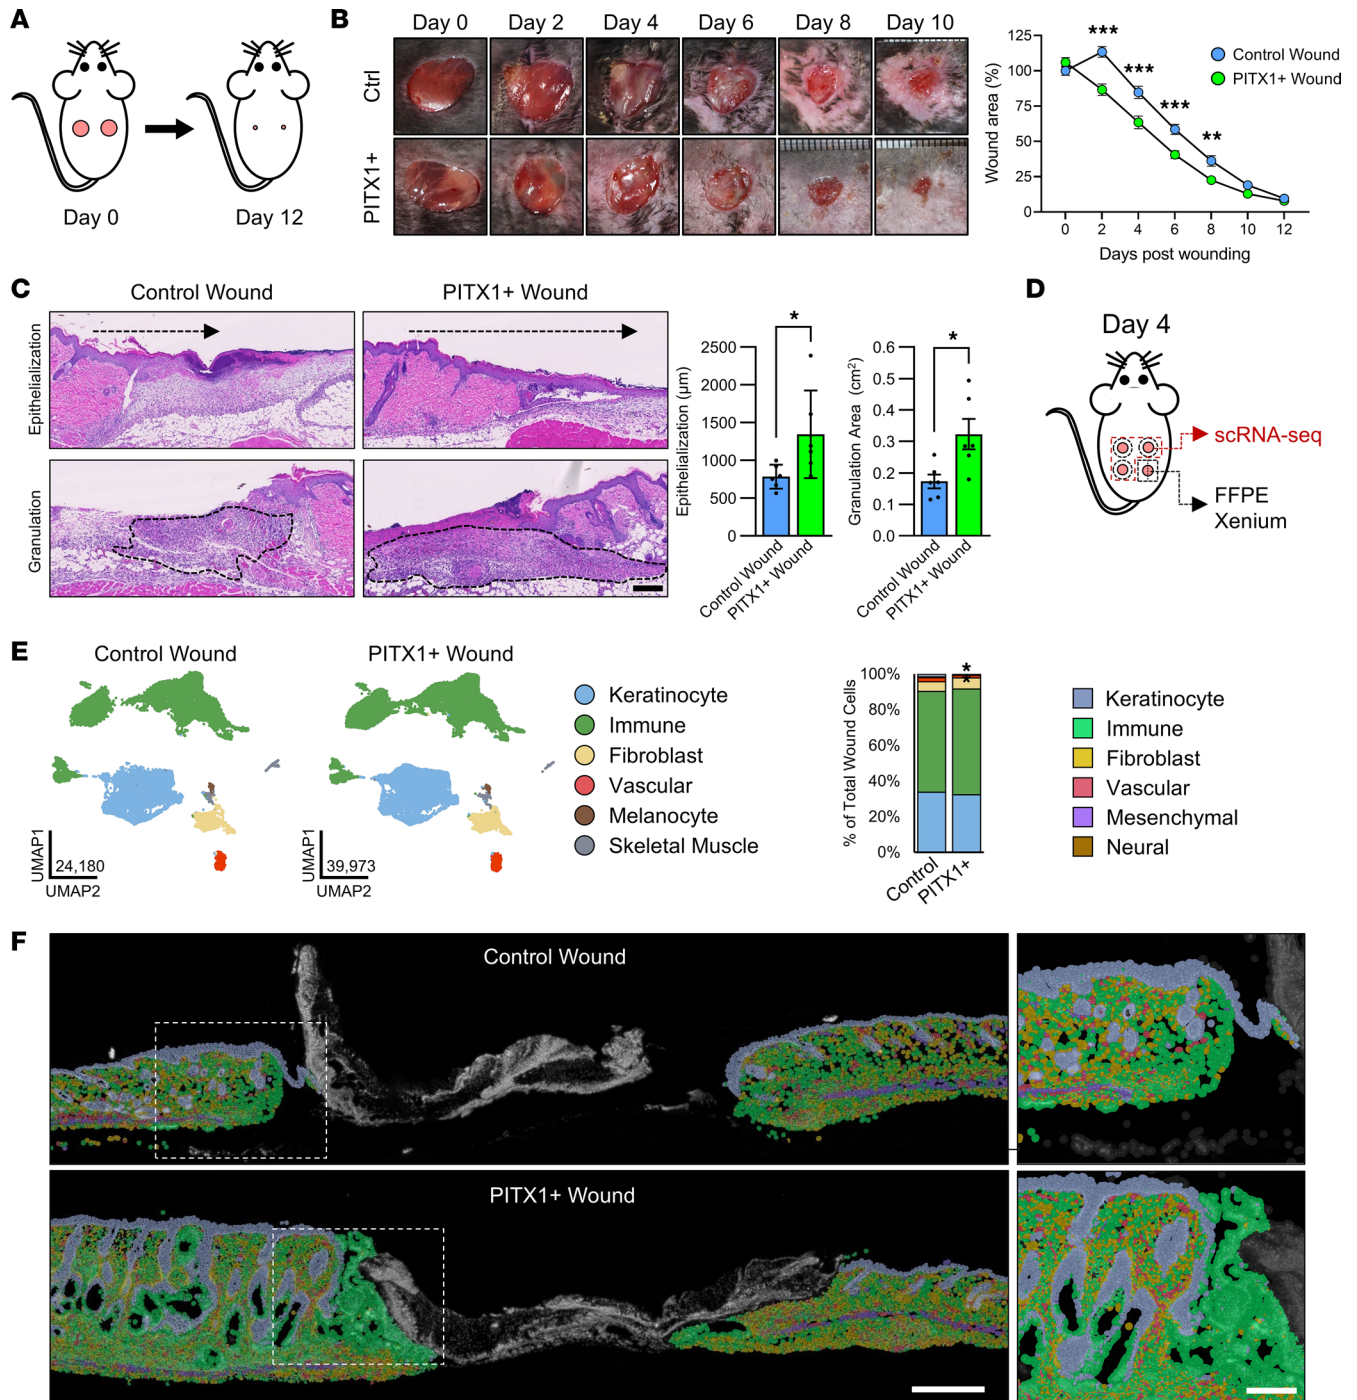 A
Day 0
Day 12
B
Day 0
Day 2
Day 4
Day 6
Day 8
Day 10
Ctrl
PITX1+
Wound area (%)
125
100
75
50
25
0
***
***
***
**
Control Wound
PITX1+ Wound
0 2 4 6 8 10 12
Days post wounding
C
Control Wound
PITX1+ Wound
Epithelialization
Granulation
Epithelialization (µm)
2500
2000
1500
1000
500
0
*
Control Wound
PITX1+ Wound
Granulation Area (cm²)
0.6
0.5
0.4
0.3
0.2
0.1
0.0
*
Control Wound
PITX1+ Wound
D
Day 4
scRNA-seq
FFPE
Xenium
E
Control Wound
PITX1+ Wound
UMAP1
24,180
UMAP2
UMAP1
39,973
UMAP2
Keratinocyte
Immune
Fibroblast
Vascular
Melanocyte
Skeletal Muscle
% of Total Wound Cells
100%
80%
60%
40%
20%
0%
*
*
Control
PITX1+
Keratinocyte
Immune
Fibroblast
Vascular
Mesenchymal
Neural
F
Control Wound
PITX1+ Wound